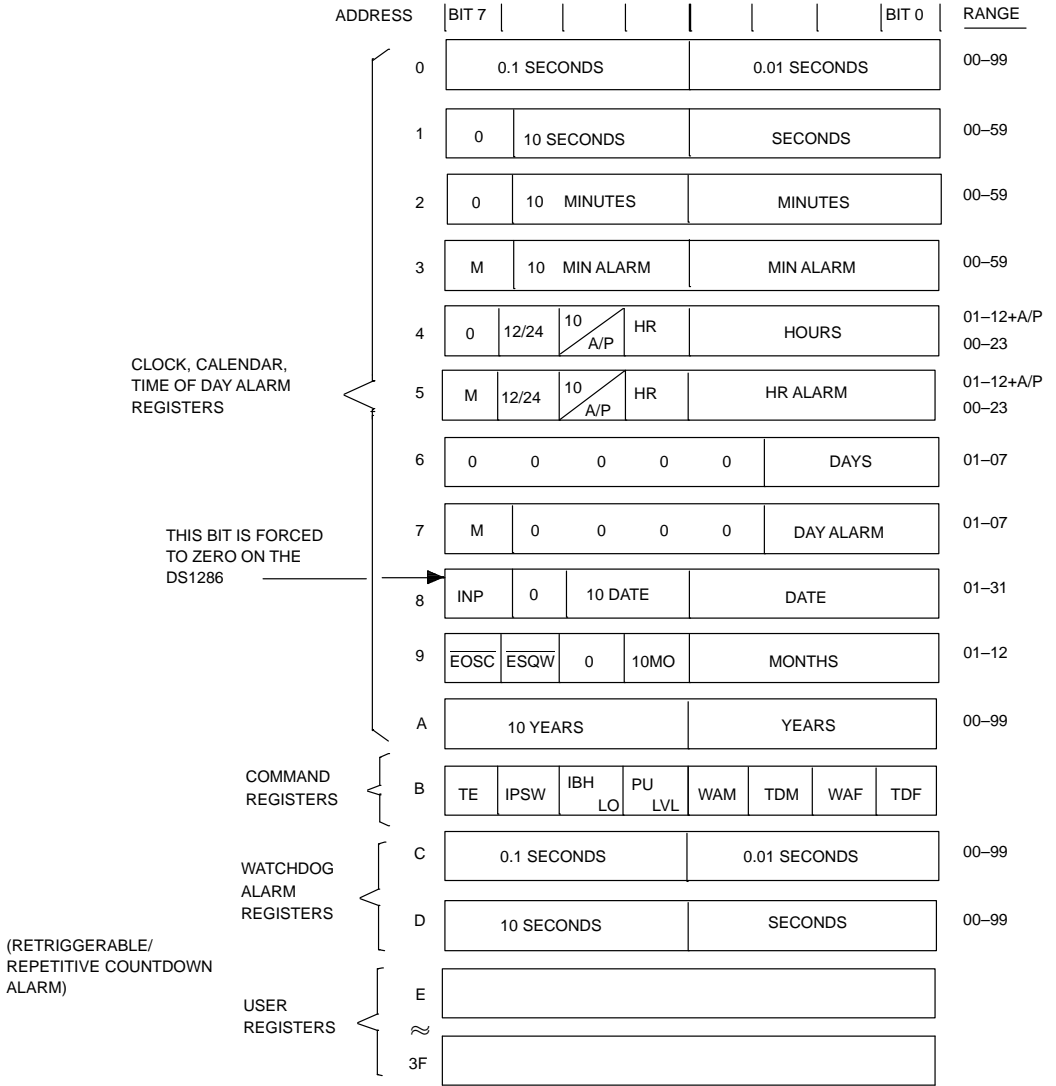 ADDRESS BIT 7 BIT 0 RANGE
0 0.1 SECONDS 0.01 SECONDS 00–99
1 0 10 SECONDS SECONDS 00–59
2 0 10 MINUTES MINUTES 00–59
3 M 10 MIN ALARM MIN ALARM 00–59
4 0 12/24 10 A/P HR HOURS 01–12+A/P
00–23
CLOCK, CALENDAR,
TIME OF DAY ALARM
REGISTERS
5 M 12/24 10 A/P HR HR ALARM 01–12+A/P
00–23
6 0 0 0 0 0 DAYS 01–07
7 M 0 0 0 0 DAY ALARM 01–07
THIS BIT IS FORCED
TO ZERO ON THE
DS1286
8 INP 0 10 DATE DATE 01–31
9 EOSC ESQW 0 10MO MONTHS 01–12
A 10 YEARS YEARS 00–99
COMMAND
REGISTERS
B TE IPSW IBH LO PU LVL WAM TDM WAF TDF
C 0.1 SECONDS 0.01 SECONDS 00–99
WATCHDOG
ALARM
REGISTERS
D 10 SECONDS SECONDS 00–99
(RETRIGGERABLE/
REPETITIVE COUNTDOWN
ALARM)
E
USER
REGISTERS
≈
3F